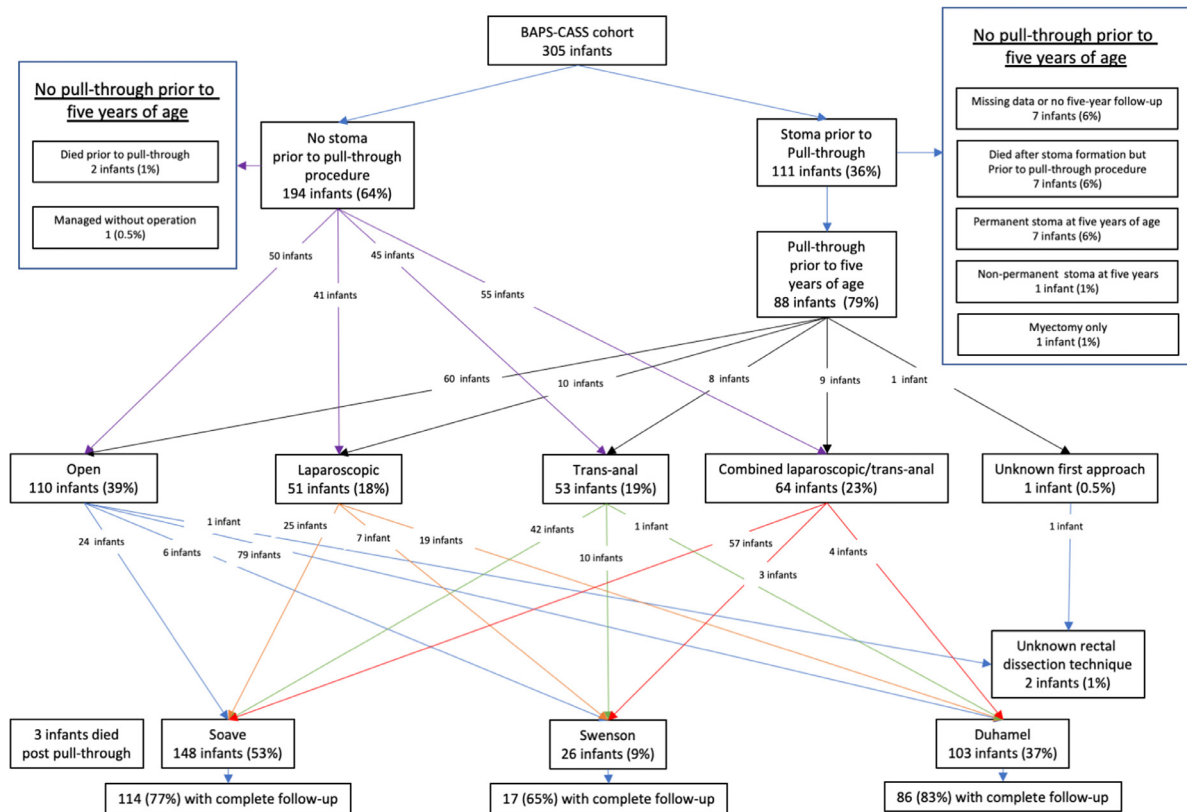 BAPS-CASS cohort
305 infants
No pull-through prior to
five years of age
Died prior to pull-through
2 infants (1%)
Managed without operation
1 (0.5%)
No stoma
prior to pull-through
procedure
194 infants (64%)
Stoma prior to
Pull-through
111 infants (36%)
No pull-through prior to
five years of age
Missing data or no five-year follow-up
7 infants (6%)
Died after stoma formation but
Prior to pull-through procedure
7 infants (6%)
Permanent stoma at five years of age
7 infants (6%)
Non-permanent stoma at five years
1 infant (1%)
Myectomy only
1 infant (1%)
Pull-through
prior to five
years of age
88 infants (79%)
50 infants
41 infants
45 infants
55 infants
60 infants
10 infants
8 infants
9 infants
1 infant
Open
110 infants (39%)
Laparoscopic
51 infants (18%)
Trans-anal
53 infants (19%)
Combined laparoscopic/trans-anal
64 infants (23%)
Unknown first approach
1 infant (0.5%)
24 infants
6 infants
79 infants
1 infant
25 infants
7 infant
19 infants
42 infants
10 infants
1 infant
57 infants
3 infants
4 infants
1 infant
Unknown rectal
dissection technique
2 infants (1%)
3 infants died
post pull-through
Soave
148 infants (53%)
Swenson
26 infants (9%)
Duhamel
103 infants (37%)
114 (77%) with complete follow-up
17 (65%) with complete follow-up
86 (83%) with complete follow-up